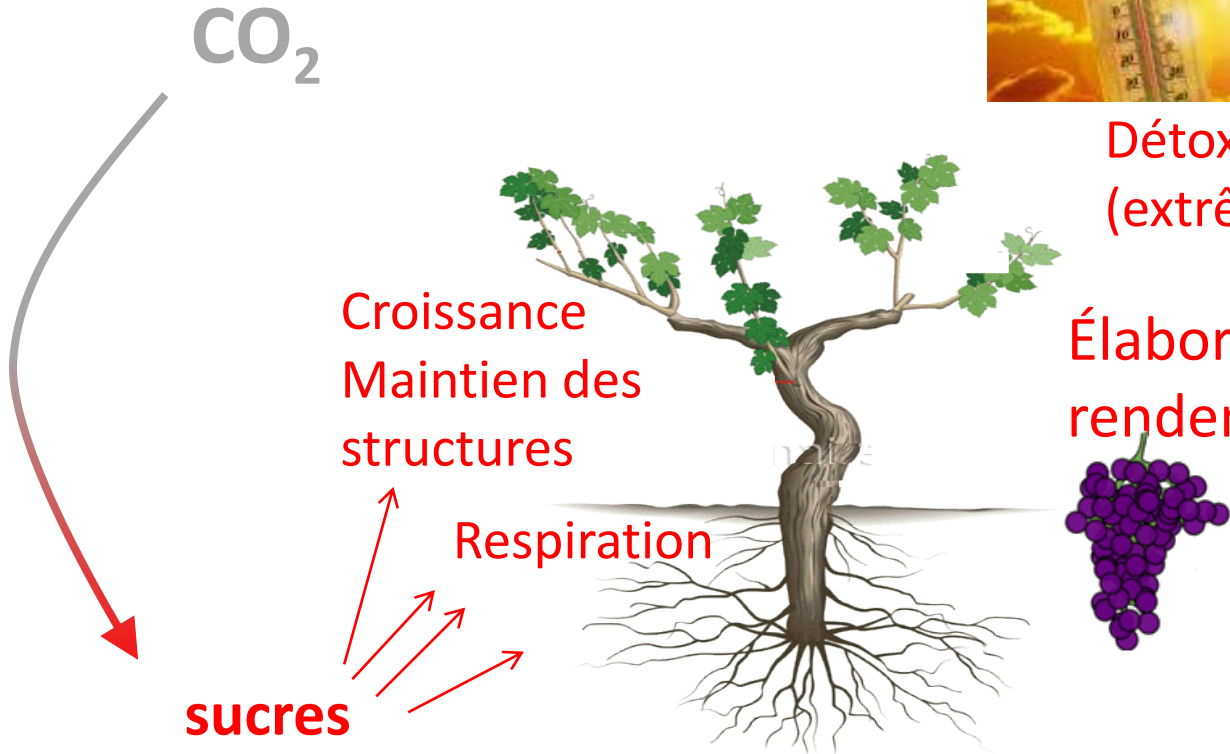 CO₂
Détox
(extrê
Croissance
Maintien des
structures
Élabor
render
Respiration
sucres